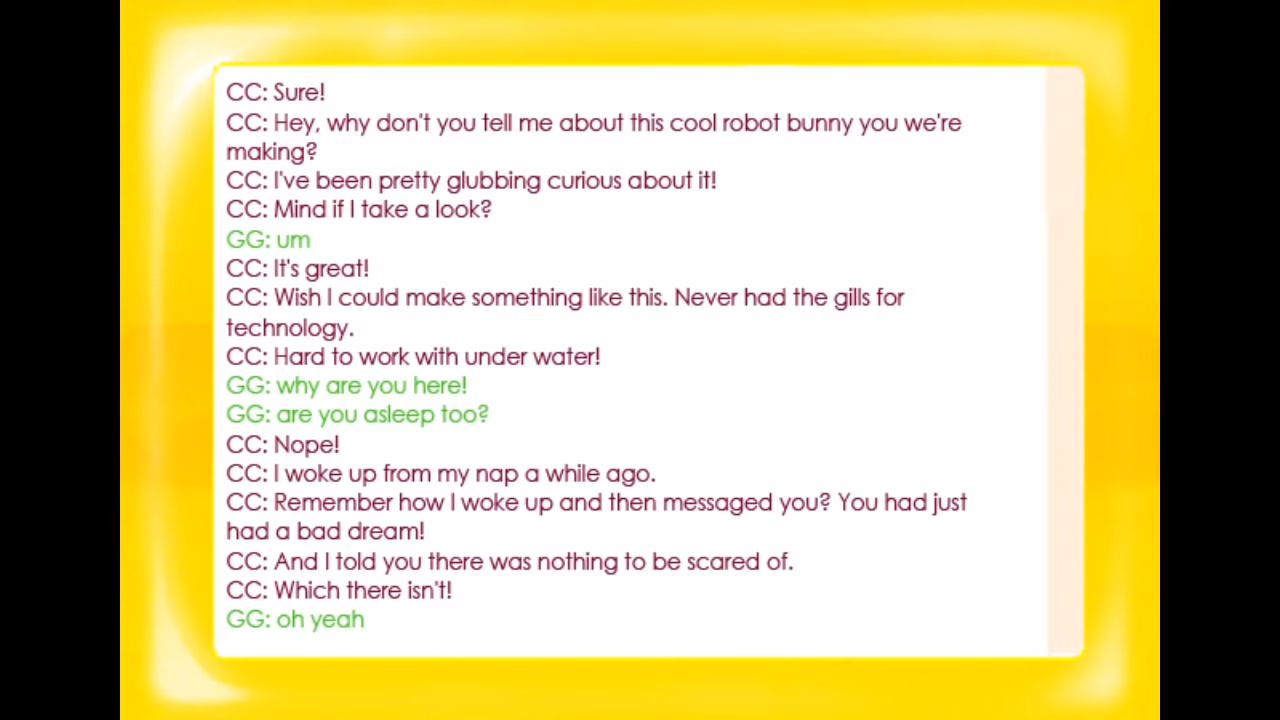 CC: Sure!
CC: Hey, why don't you tell me about this cool robot bunny you we're
making?
CC: I've been pretty glubbing curious about it!
CC: Mind if I take a look?
GG: um
CC: It's great!
CC: Wish I could make something like this. Never had the gills for
technology.
CC: Hard to work with under water!
GG: why are you here!
GG: are you asleep too?
CC: Nope!
CC: I woke up from my nap a while ago.
CC: Remember how I woke up and then messaged you? You had just
had a bad dream!
CC: And I told you there was nothing to be scared of.
CC: Which there isn't!
GG: oh yeah